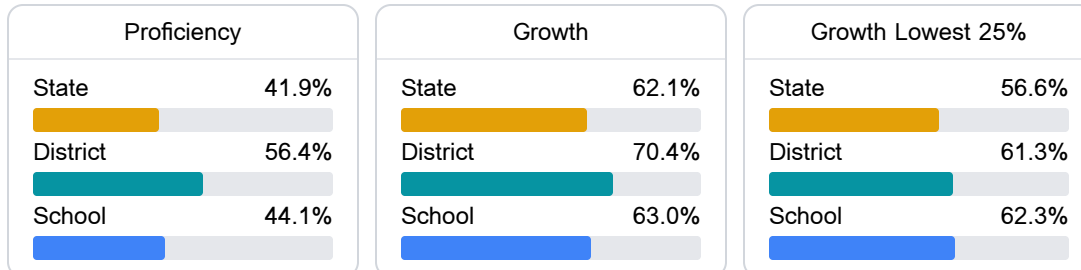 Proficiency
State 41.9%
District 56.4%
School 44.1%
Growth
State 62.1%
District 70.4%
School 63.0%
Growth Lowest 25%
State 56.6%
District 61.3%
School 62.3%